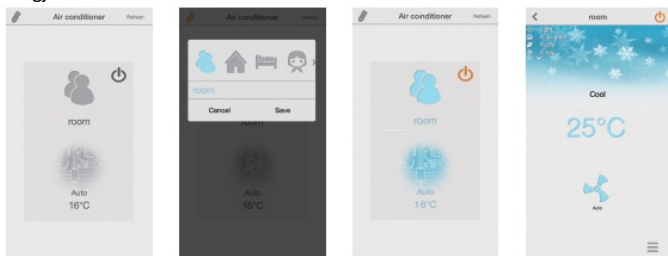 Air conditioner Refresh
room
Auto
16°C
Air conditioner Refresh
room
Cancel Save
Auto
16°C
Air conditioner Refresh
room
Auto
16°C
room
Cool
25°C
Auto